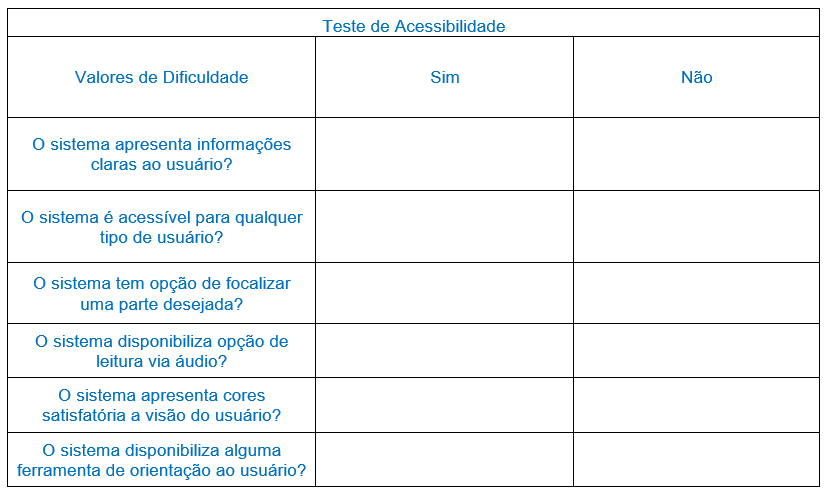 Teste de Acessibilidade
Valores de Dificuldade
Sim
Não
O sistema apresenta informações
claras ao usuário?
O sistema é acessível para qualquer
tipo de usuário?
O sistema tem opção de focalizar
uma parte desejada?
O sistema disponibiliza opção de
leitura via áudio?
O sistema apresenta cores
satisfatória a visão do usuário?
O sistema disponibiliza alguma
ferramenta de orientação ao usuário?